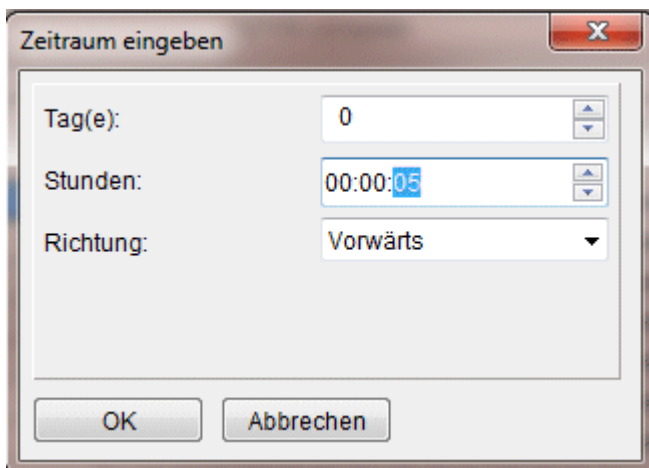 Zeitraum eingeben
Tag(e): 0
Stunden: 00:00:05
Richtung: Vorwärts
OK Abbrechen